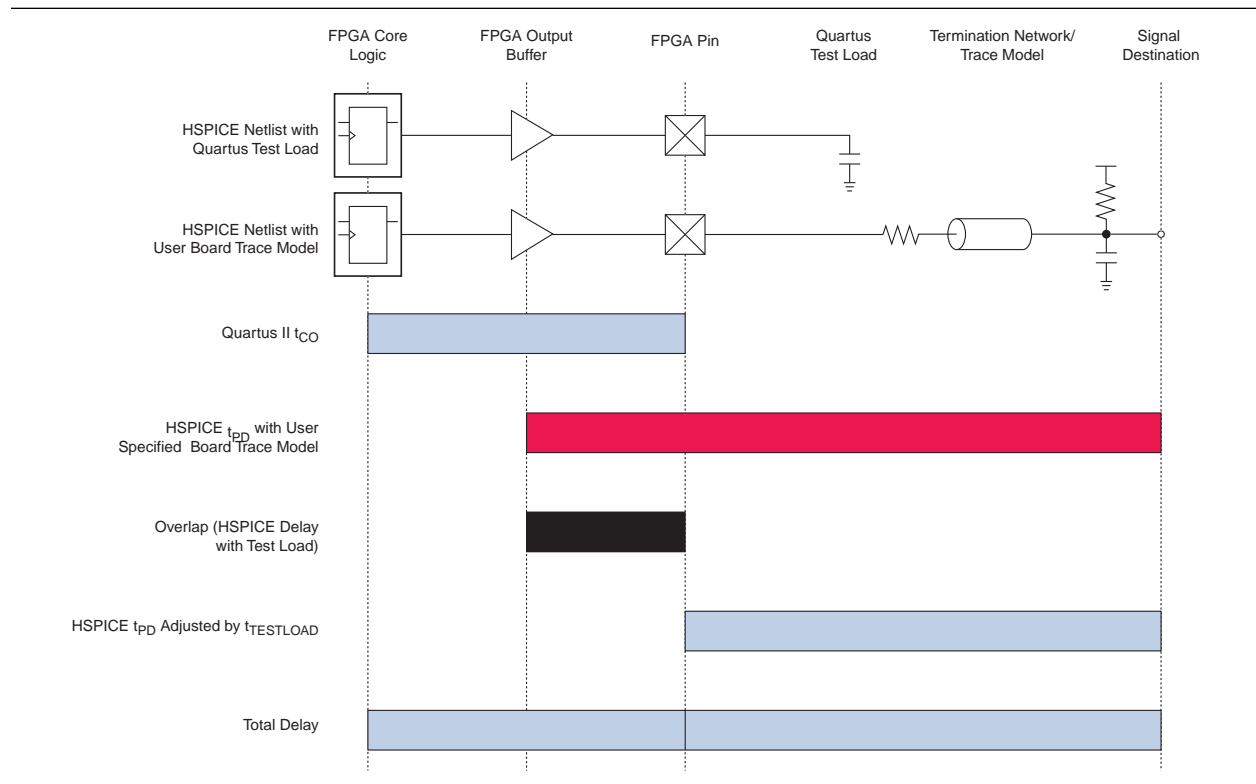 FPGA Core
Logic
FPGA Output
Buffer
FPGA Pin
Quartus
Test Load
Termination Network/
Trace Model
Signal
Destination
HSPICE Netlist with
Quartus Test Load
HSPICE Netlist with
User Board Trace Model
Quartus II tCO
HSPICE tPD with User
Specified Board Trace Model
Overlap (HSPICE Delay
with Test Load)
HSPICE tPD Adjusted by tTESTLOAD
Total Delay